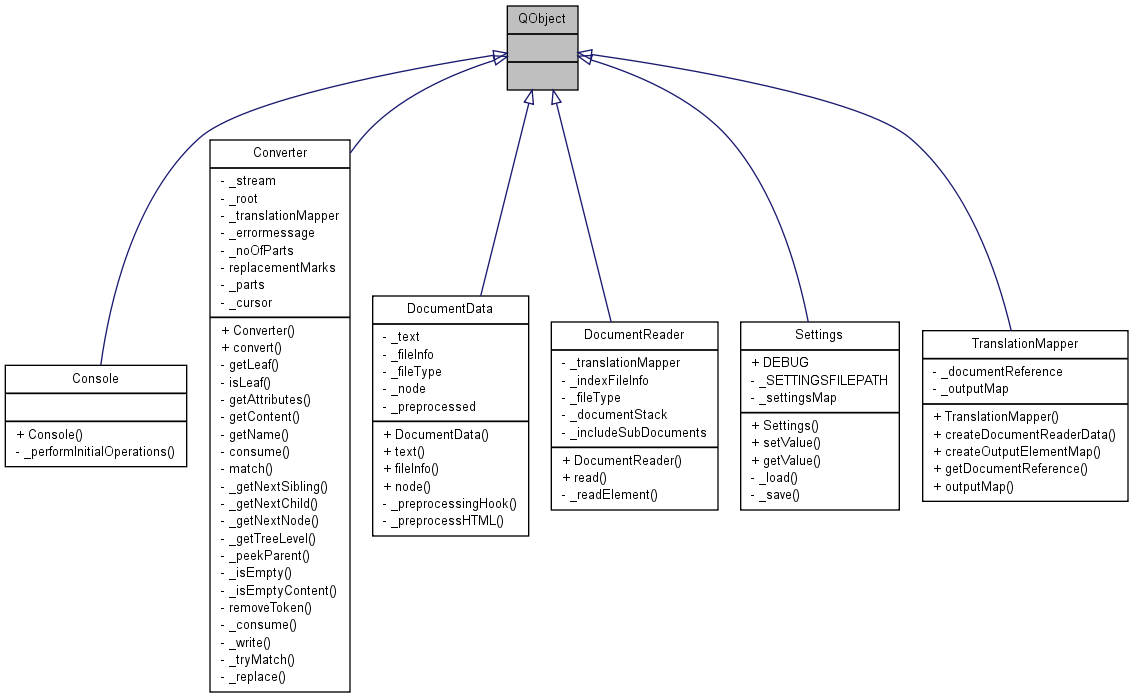 QObject
Converter
- _stream
- _root
- _translationMapper
- _errormessage
- _noOfParts
- replacementMarks
- _parts
- _cursor
+ Converter()
+ convert()
- getLeaf()
- isLeaf()
- getAttributes()
- getContent()
- getName()
- consume()
- match()
- _getNextSibling()
- _getNextChild()
- _getNextNode()
- _getTreeLevel()
- _peekParent()
- _isEmpty()
- _isEmptyContent()
- removeToken()
- _consume()
- _write()
- _tryMatch()
- _replace()
DocumentData
- _text
- _fileInfo
- _fileType
- _node
- _preprocessed
+ DocumentData()
+ text()
+ fileInfo()
+ node()
- _preprocessingHook()
- _preprocessHTML()
DocumentReader
- _translationMapper
- _indexFileInfo
- _fileType
- _documentStack
- _includeSubDocuments
+ DocumentReader()
+ read()
- _readElement()
Settings
+ DEBUG
- _SETTINGSFILEPATH
- _settingsMap
+ Settings()
+ setValue()
+ getValue()
- _load()
- _save()
TranslationMapper
- _documentReference
- _outputMap
+ TranslationMapper()
+ createDocumentReaderData()
+ createOutputElementMap()
+ getDocumentReference()
+ outputMap()
Console
+ Console()
- _performInitialOperations()